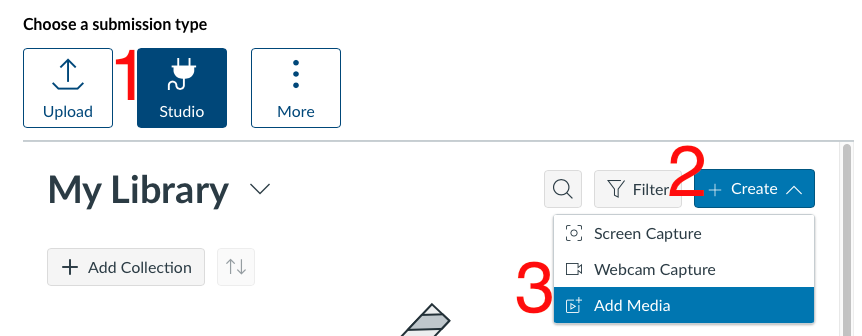 Choose a submission type
1
Upload Studio More
2
My Library Filter + Create
Screen Capture
+ Add Collection Webcam Capture
3
Add Media